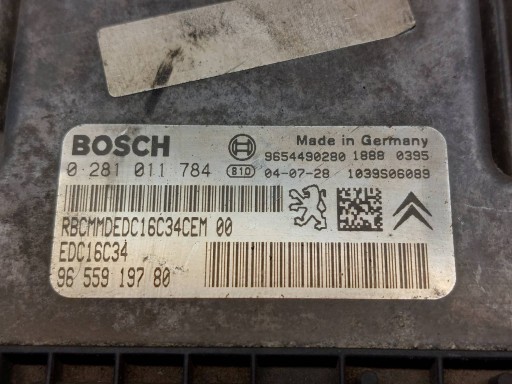 BOSCH
Made in Germany
9654490280 1888 0395
0 281 011 784
810 04-07-28 1039S06089
RBCMMDEDC16C34CEM 00
EDC16C34
96 559 197 80